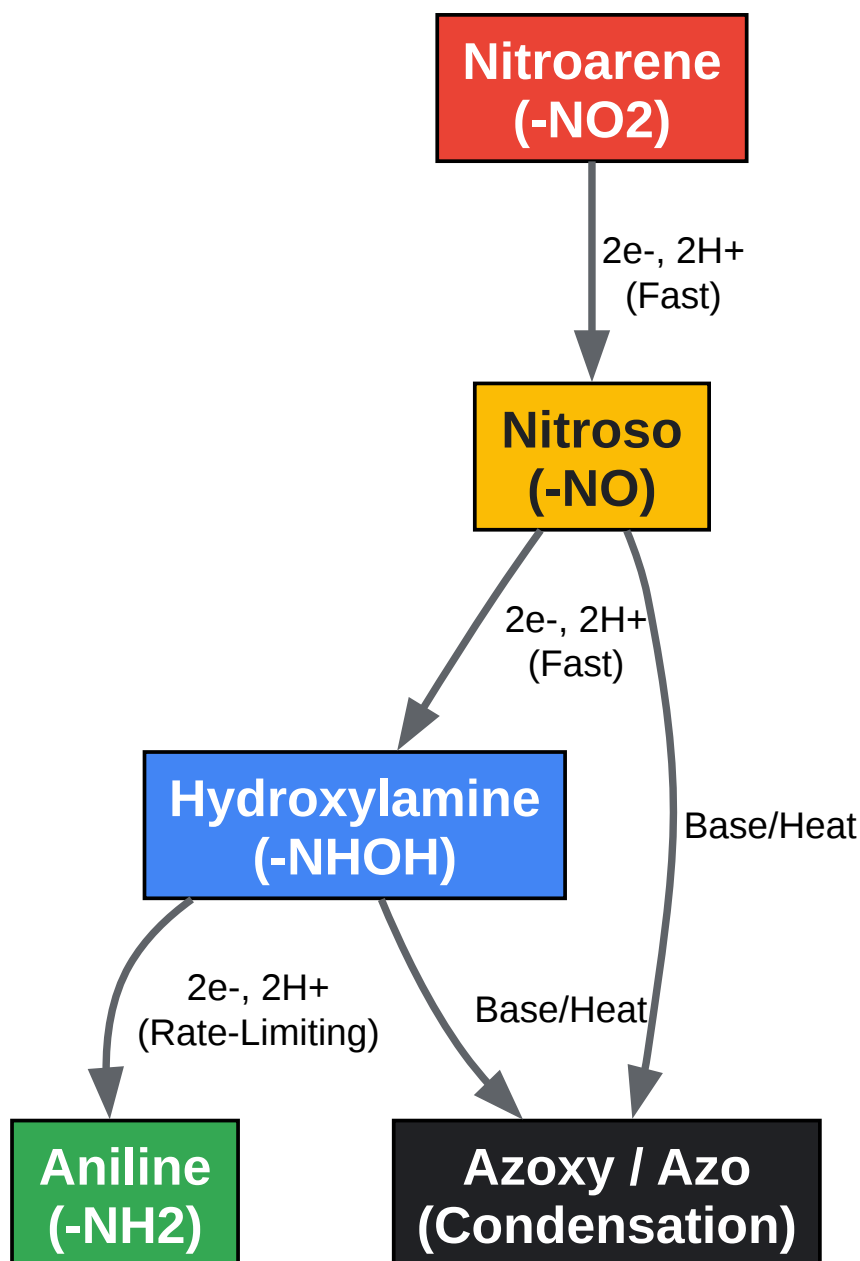 Nitroarene
(-NO2)
2e-, 2H+
(Fast)
Nitroso
(-NO)
2e-, 2H+
(Fast)
Base/Heat
Hydroxylamine
(-NHOH)
2e-, 2H+
(Rate-Limiting)
Base/Heat
Aniline
(-NH2)
Azoxy / Azo
(Condensation)